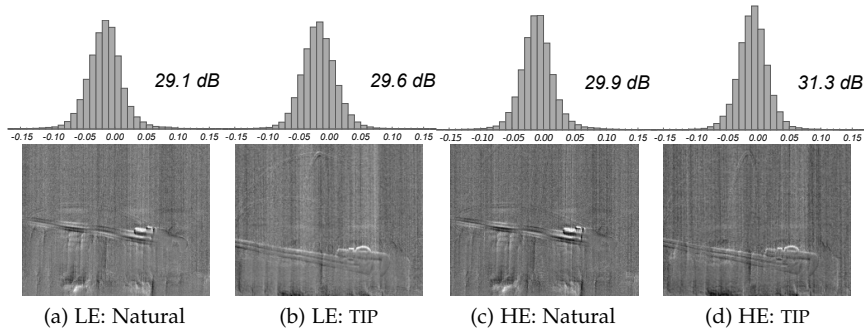 29.1 dB
29.6 dB
29.9 dB
31.3 dB
-0.15 -0.10 -0.05 0.00 0.05 0.10 0.15
-0.15 -0.10 -0.05 0.00 0.05 0.10 0.15
-0.15 -0.10 -0.05 0.00 0.05 0.10 0.15
-0.15 -0.10 -0.05 0.00 0.05 0.10 0.15
(a) LE: Natural
(b) LE: TIP
(c) HE: Natural
(d) HE: TIP